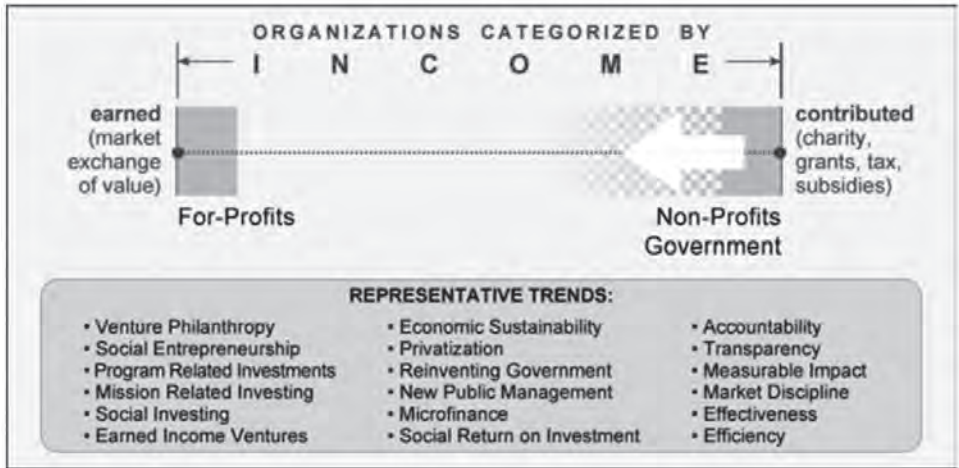 ORGANIZATIONS CATEGORIZED BY
INCOME
earned
(market
exchange
of value)
contributed
(charity,
grants, tax,
subsidies)
For-Profits
Non-Profits
Government
REPRESENTATIVE TRENDS:
• Venture Philanthropy
• Social Entrepreneurship
• Program Related Investments
• Mission Related Investing
• Social Investing
• Earned Income Ventures
• Economic Sustainability
• Privatization
• Reinventing Government
• New Public Management
• Microfinance
• Social Return on Investment
• Accountability
• Transparency
• Measurable Impact
• Market Discipline
• Effectiveness
• Efficiency